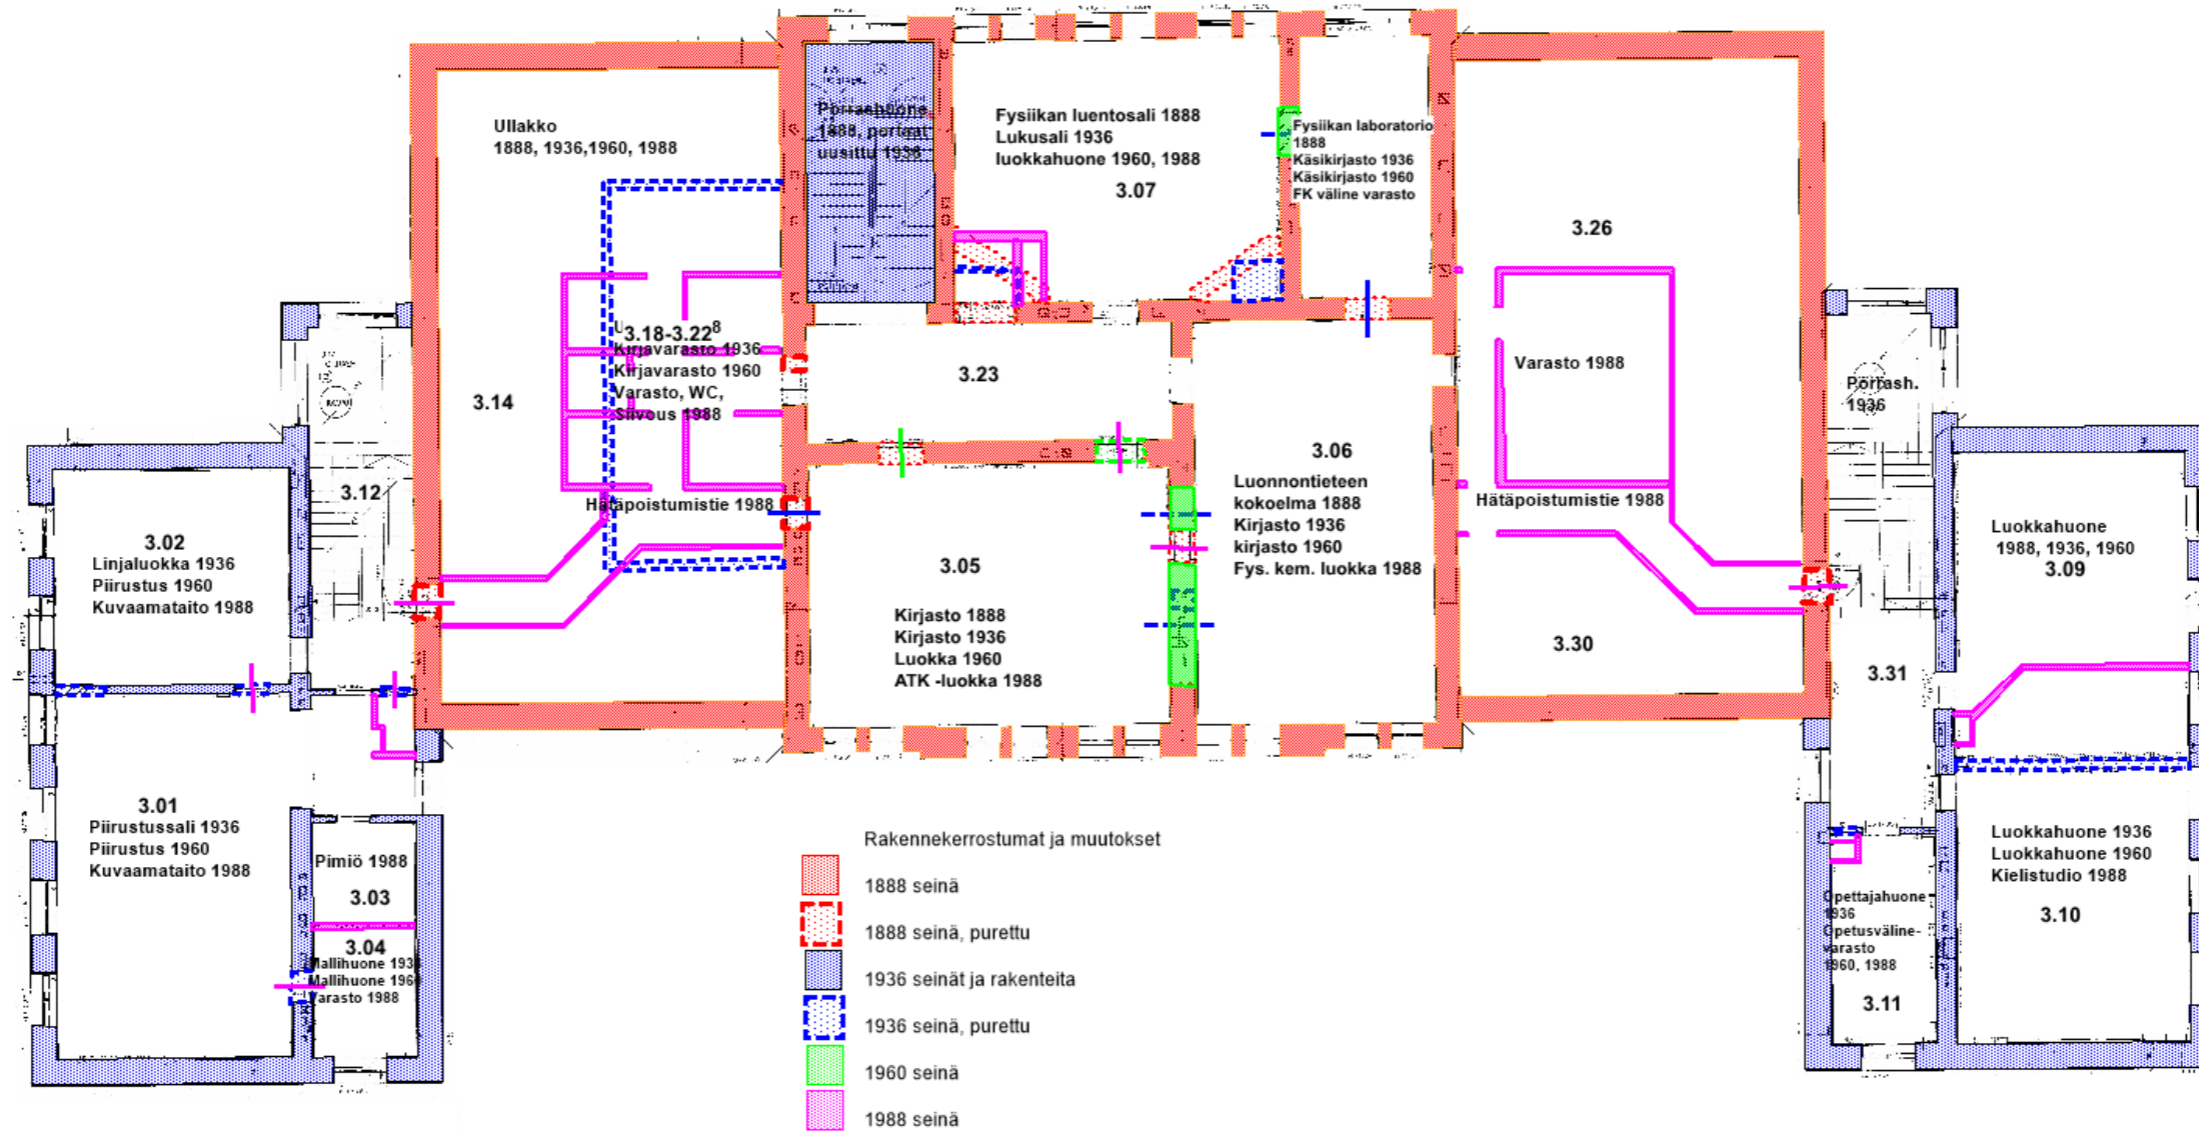 Ullakko
1888, 1936,1960, 1988
Porrashuone
1888, portaat
uusittu 1936
Fysiikan luentosali 1888
Lukusali 1936
luokkahuone 1960, 1988
3.07
Fysiikan laboratorio
1888
Käsikirjasto 1936
Käsikirjasto 1960
FK väline varasto
3.26
3.18-3.22
Kirjavarasto 1936
Kirjavarasto 1960
Varasto, WC,
Siivous 1988
3.14
3.23
Varasto 1988
Porrash.
1936
3.12
Hätäpoistumistie 1988
3.06
Luonnontieteen
kokoelma 1888
Kirjasto 1936
kirjasto 1960
Fys. kem. luokka 1988
Hätäpoistumistie 1988
3.02
Linjaluokka 1936
Piirustus 1960
Kuvaamataito 1988
3.05
Kirjasto 1888
Kirjasto 1936
Luokka 1960
ATK -luokka 1988
Luokkahuone
1988, 1936, 1960
3.09
3.30
3.31
3.01
Piirustussali 1936
Piirustus 1960
Kuvaamataito 1988
Pimiö 1988
3.03
3.04
Mallihuone 193
Mallihuone 196
Varasto 1988
Luokkahuone 1936
Luokkahuone 1960
Kielistudio 1988
3.10
Opettajahuone
1936
Opetusväline-
varasto
1960, 1988
3.11
Rakennekerrostumat ja muutokset
1888 seinä
1888 seinä, purettu
1936 seinät ja rakenteita
1936 seinä, purettu
1960 seinä
1988 seinä